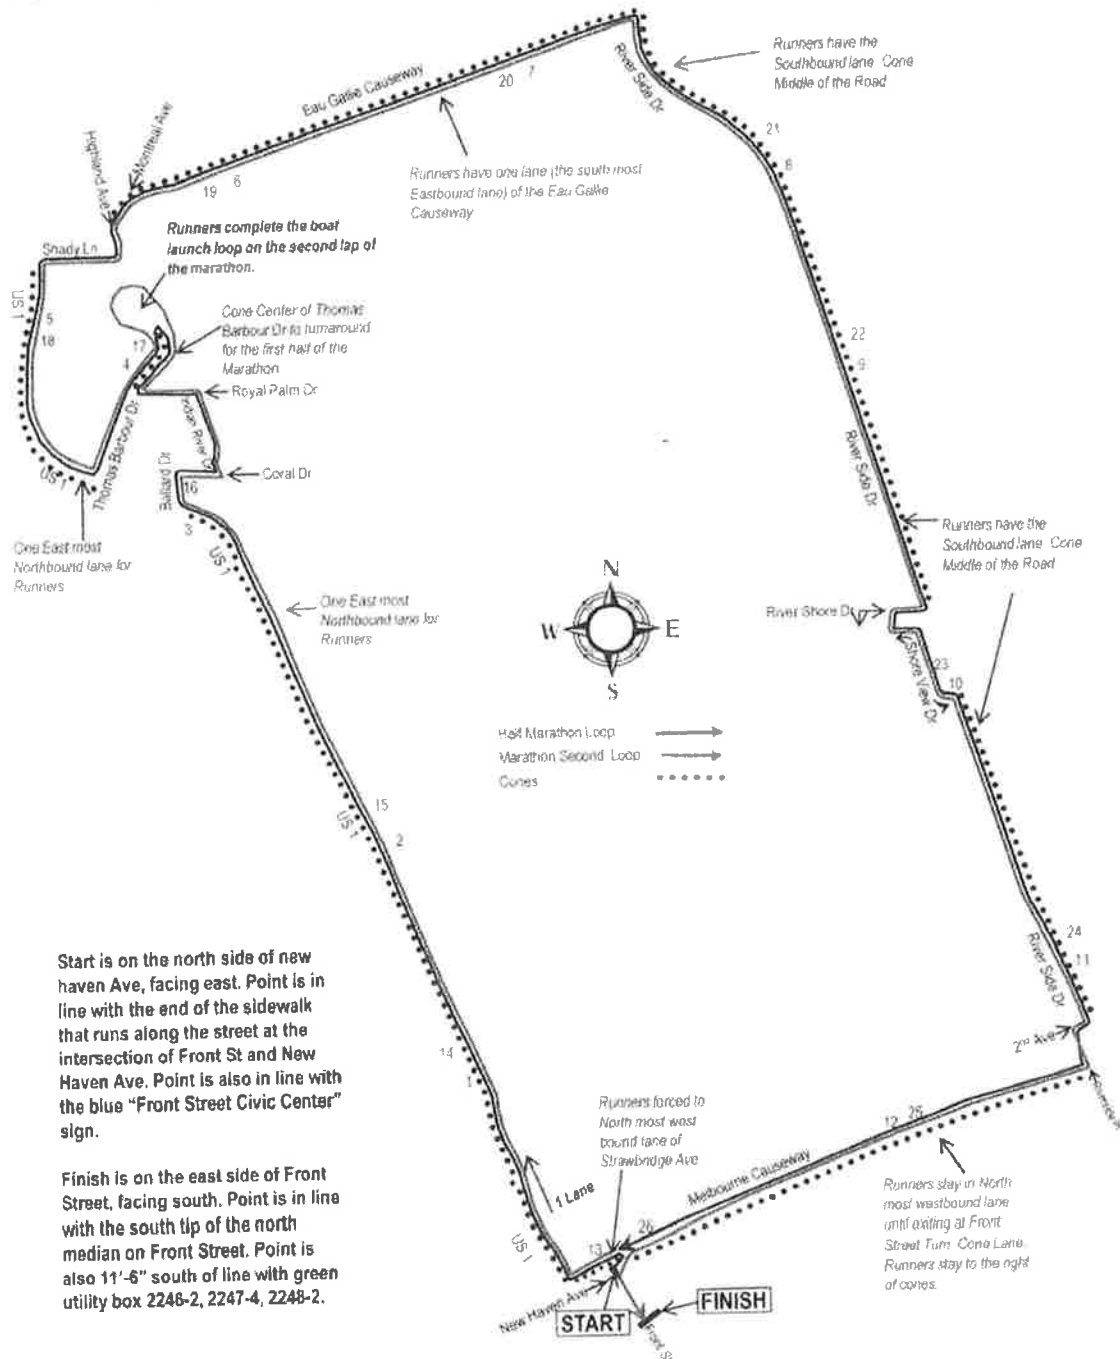 Runners have the
Southbound lane Cone
Middle of the Road
River Side Dr
Eau Gallie Causeway
20 7
21
8
Runners have one lane (the south most
Eastbound lane) of the Eau Gallie
Causeway
Highland Ave
Montreal Ave
19 6
Runners complete the boat
launch loop on the second lap of
the marathon.
Shady Ln
US 1
5
18
Cone Center of Thomas
Barbour Dr to turnaround
for the first half of the
Marathon
17
4
Royal Palm Dr
Thomas Barbour Dr
Indian River
Ballard Dr
Coral Dr
16
3
US 1
US 1
One East most
Northbound lane for
Runners
22
9
River Side Dr
Runners have the
Southbound lane Cone
Middle of the Road
One East most
Northbound lane for
Runners
N
W E
S
River Shore Dr
Shore View Dr
23
10
Half Marathon Loop
Marathon Second Loop
Cones
15
2
US 1
24
11
River Side Dr
2nd Ave
Start is on the north side of new
haven Ave, facing east. Point is in
line with the end of the sidewalk
that runs along the street at the
intersection of Front St and New
Haven Ave. Point is also in line with
the blue "Front Street Civic Center"
sign.
14
1
Runners forced to
North most west
bound lane of
Strawbridge Ave
12 25
Melbourne Causeway
Finish is on the east side of Front
Street, facing south. Point is in line
with the south tip of the north
median on Front Street. Point is
also 11'-6" south of line with green
utility box 2246-2, 2247-4, 2248-2.
1 Lane
US 1
13
26
Runners stay in North
most westbound lane
until exiting at Front
Street Turn Cone Lane.
Runners stay to the right
of cones.
New Haven Ave
START
FINISH
Front S